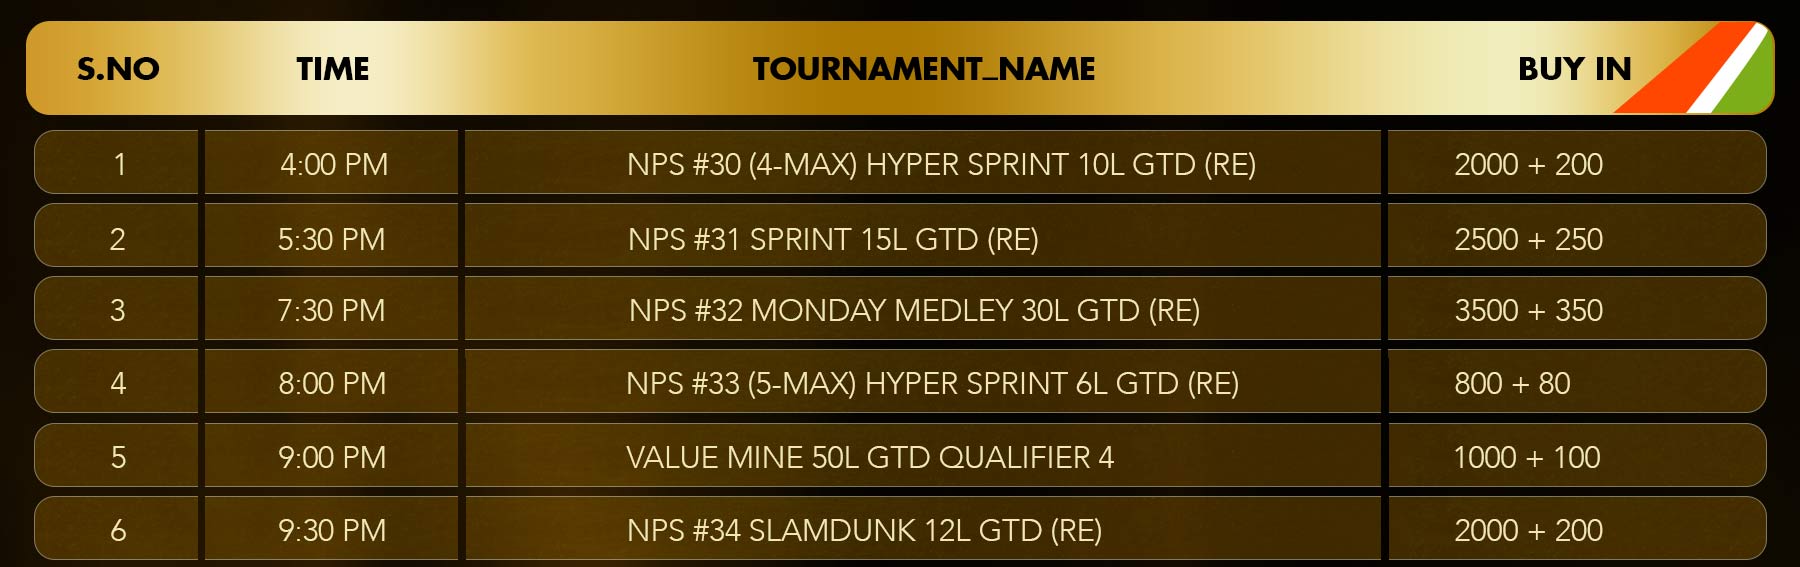 S.NO TIME TOURNAMENT_NAME BUY IN
1 4:00 PM NPS #30 (4-MAX) HYPER SPRINT 10L GTD (RE) 2000 + 200
2 5:30 PM NPS #31 SPRINT 15L GTD (RE) 2500 + 250
3 7:30 PM NPS #32 MONDAY MEDLEY 30L GTD (RE) 3500 + 350
4 8:00 PM NPS #33 (5-MAX) HYPER SPRINT 6L GTD (RE) 800 + 80
5 9:00 PM VALUE MINE 50L GTD QUALIFIER 4 1000 + 100
6 9:30 PM NPS #34 SLAMDUNK 12L GTD (RE) 2000 + 200